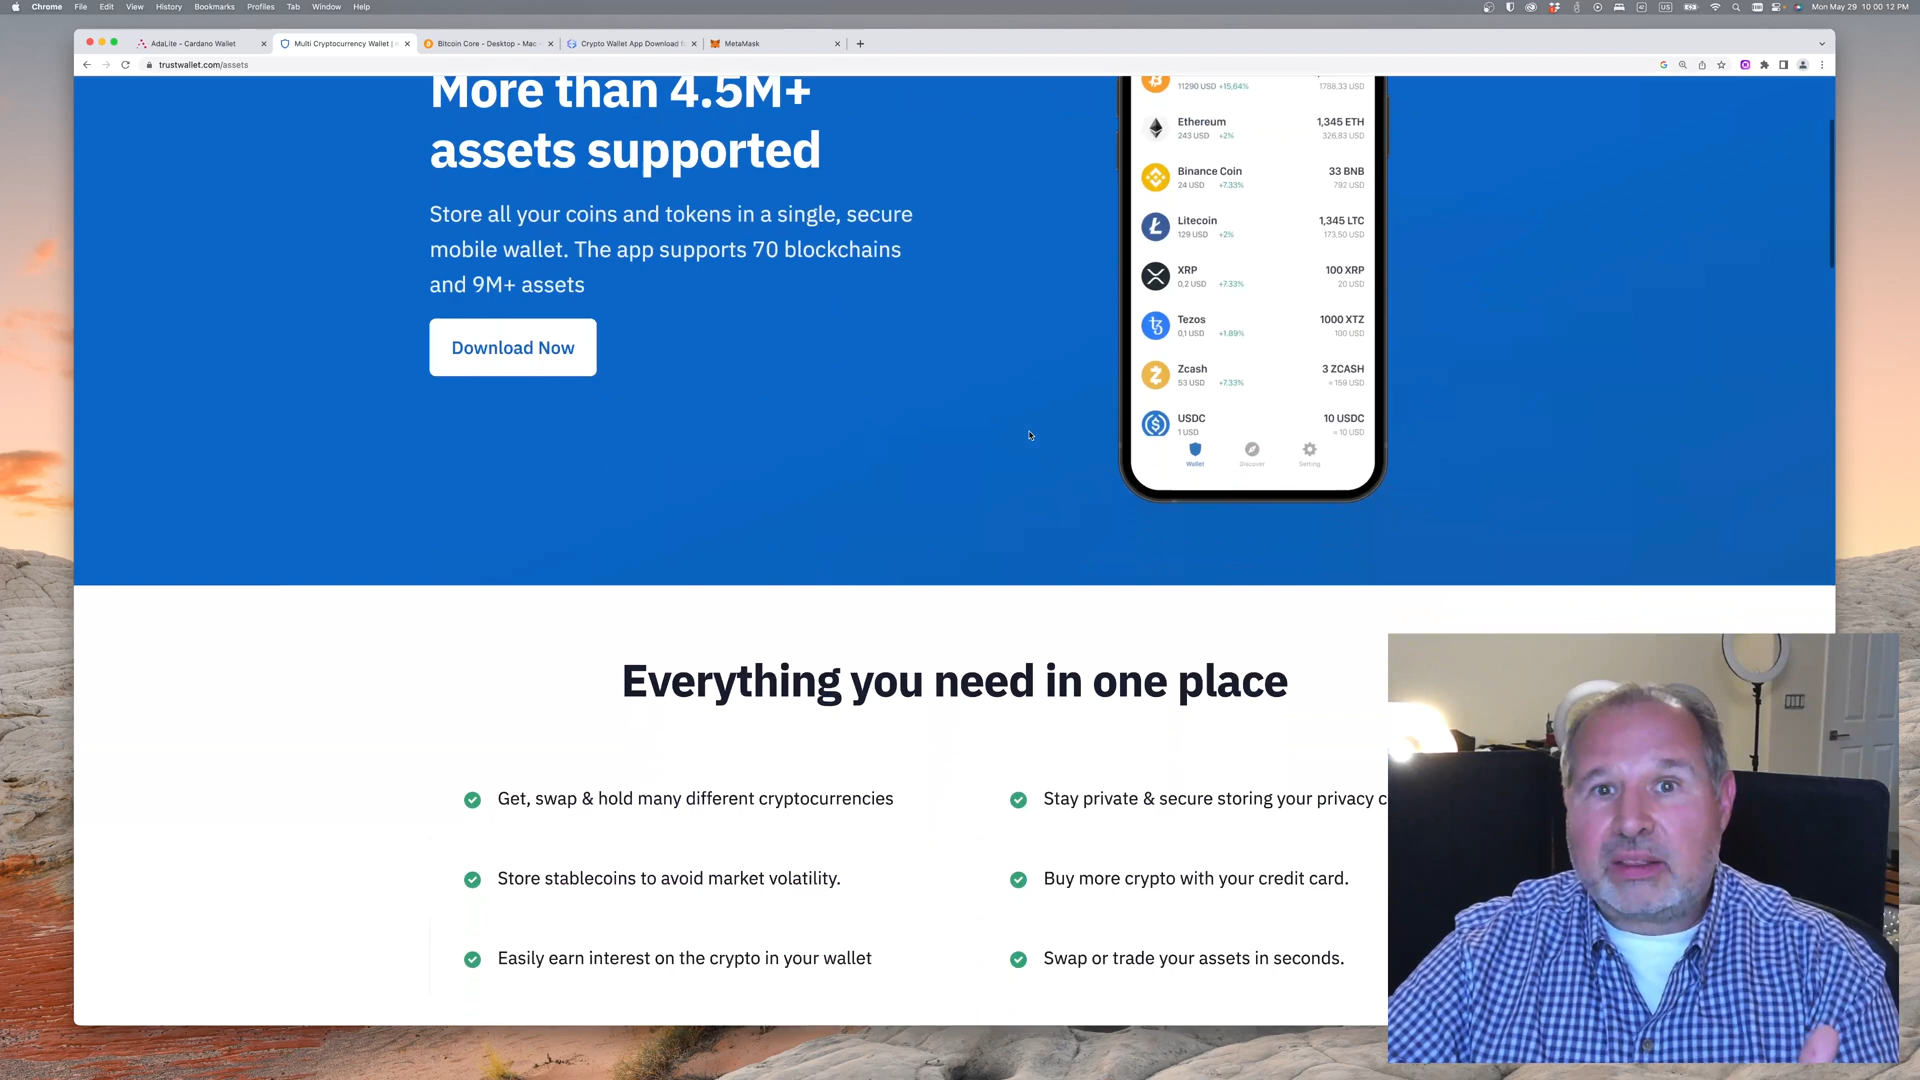 Chrome File Edit View History Bookmarks Profiles Tab Window Help
Mon May 29 10 00 12 PM
AdaLite - Cardano Wallet
Multi Cryptocurrency Wallet |
Bitcoin Core - Desktop - Mac -
Crypto Wallet App Download f
MetaMask
trustwallet.com/assets
More than 4.5M+
assets supported
Store all your coins and tokens in a single, secure
mobile wallet. The app supports 70 blockchains
and 9M+ assets
Download Now
11290 USD +15,64% 1788,33 USD
Ethereum 1,345 ETH
243 USD +2% 326,83 USD
Binance Coin 33 BNB
24 USD +7.33% 792 USD
Litecoin 1,345 LTC
129 USD +2% 173,50 USD
XRP 100 XRP
0,2 USD +7.33% 20 USD
Tezos 1000 XTZ
0,1 USD +1.89% 100 USD
Zcash 3 ZCASH
53 USD +7.33% ≈ 159 USD
USDC 10 USDC
1 USD ≈ 10 USD
Wallet Discover Setting
Everything you need in one place
Get, swap & hold many different cryptocurrencies
Stay private & secure storing your privacy c
Store stablecoins to avoid market volatility.
Buy more crypto with your credit card.
Easily earn interest on the crypto in your wallet
Swap or trade your assets in seconds.